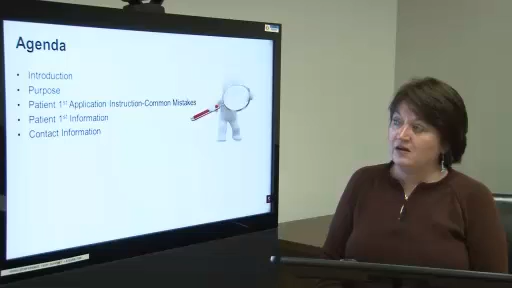 Agenda
• Introduction
• Purpose
• Patient 1st Application Instruction-Common Mistakes
• Patient 1st Information
• Contact Information